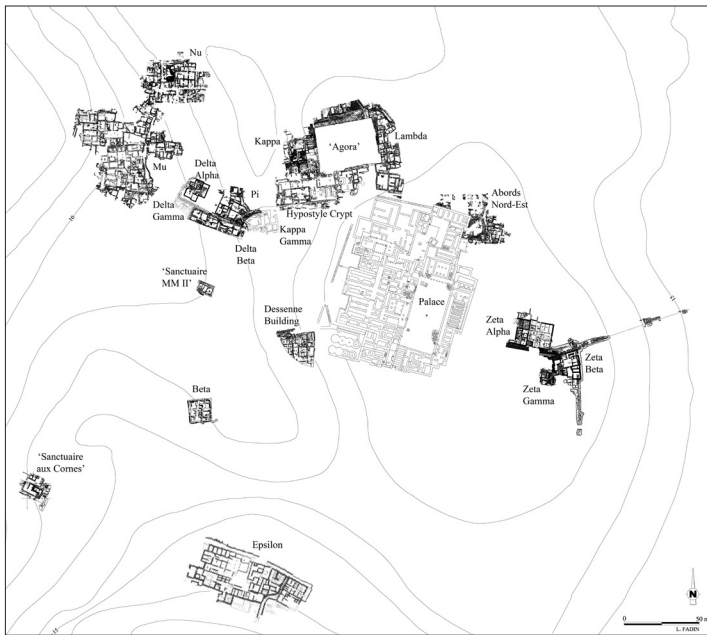 Nu
Kappa
'Agora'
Lambda
Mu
Delta
Alpha
Pi
Delta
Gamma
Hypostyle Crypt
Kappa
Gamma
Delta
Beta
Abords
Nord-Est
10
'Sanctuaire
MM II'
Palace
Dessenne
Building
Zeta
Alpha
Zeta
Beta
Zeta
Gamma
Beta
'Sanctuaire
aux Cornes'
Epsilon
15
N
0
50 m
L. FADIN